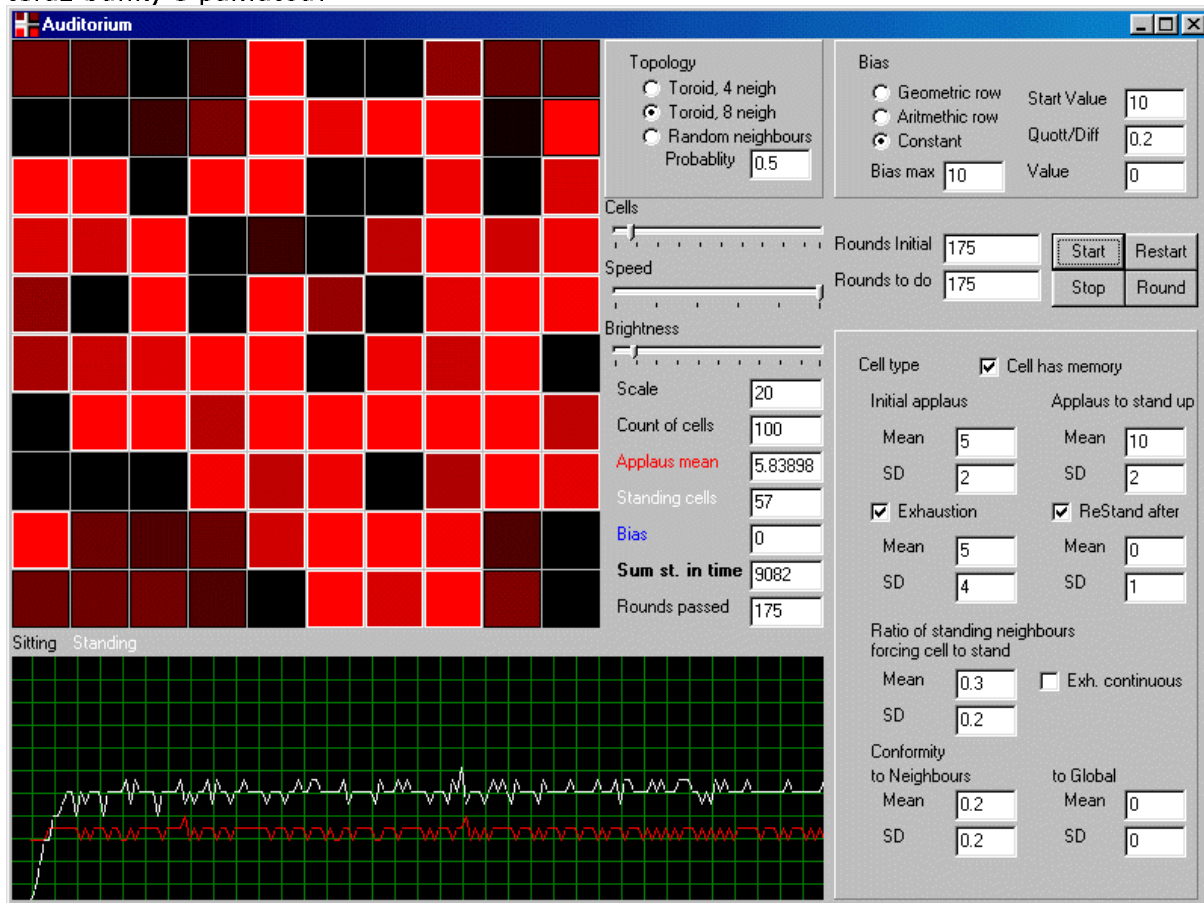 teraz bunky s pamäťou:
Auditorium
Topology
Toroid, 4 neigh
Toroid, 8 neigh
Random neighbours
Probablity 0.5
Bias
Geometric row
Aritmethic row
Constant
Start Value 10
Quott/Diff 0.2
Bias max 10
Value 0
Cells
Speed
Brightness
Rounds Initial 175
Rounds to do 175
Start Restart
Stop Round
Scale 20
Count of cells 100
Applaus mean 5.83898
Standing cells 57
Bias 0
Sum st. in time 9082
Rounds passed 175
Cell type Cell has memory
Initial applaus
Mean 5
SD 2
Applaus to stand up
Mean 10
SD 2
Exhaustion
Mean 5
SD 4
ReStand after
Mean 0
SD 1
Ratio of standing neighbours
forcing cell to stand
Mean 0.3
SD 0.2
Exh. continuous
Conformity
to Neighbours
Mean 0.2
SD 0.2
to Global
Mean 0
SD 0
Sitting Standing